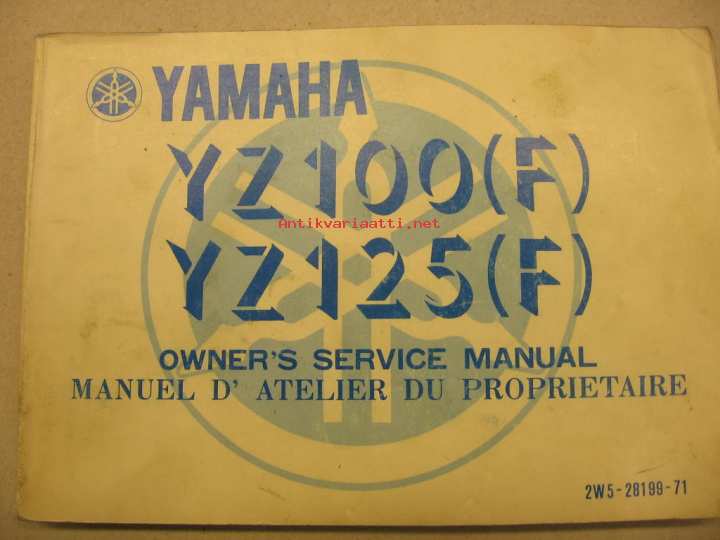 YAMAHA
YZ100(F)
Antikvariaatti.net
YZ125(F)
OWNER'S SERVICE MANUAL
MANUEL D' ATELIER DU PROPRIETAIRE
2W5-28199-71